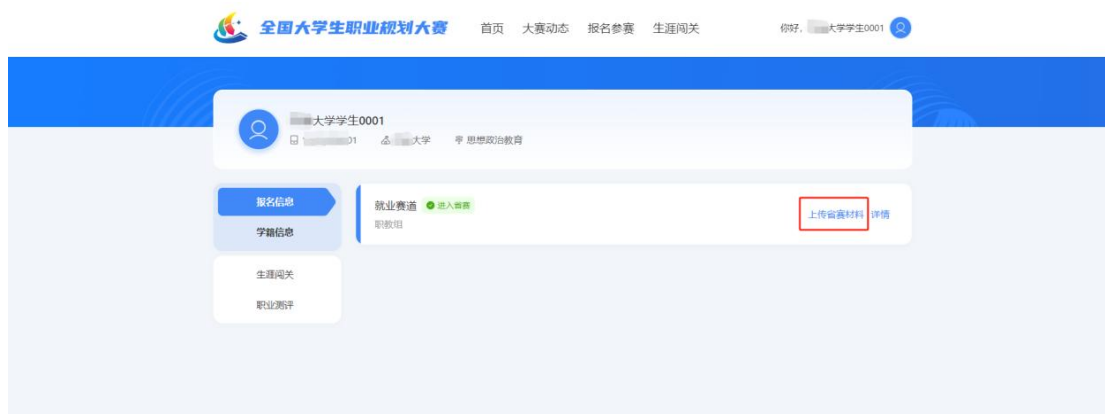 全国大学生职业规划大赛 首页 大赛动态 报名参赛 生涯闯关 你好, 大学学生0001
大学学生0001
01 大学 思想政治教育
报名信息
学籍信息
生涯闯关
职业测评
就业赛道 进入省赛
职教组
上传省赛材料 详情